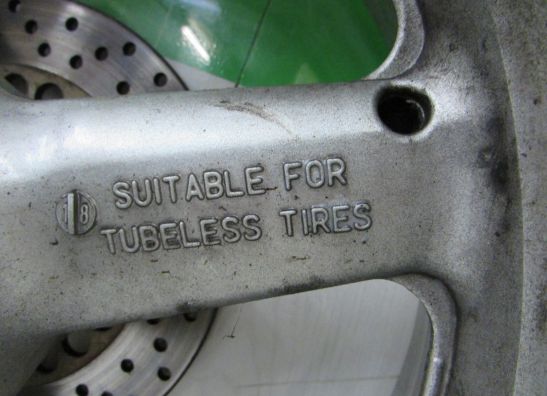 SUITABLE FOR
TUBELESS TIRES